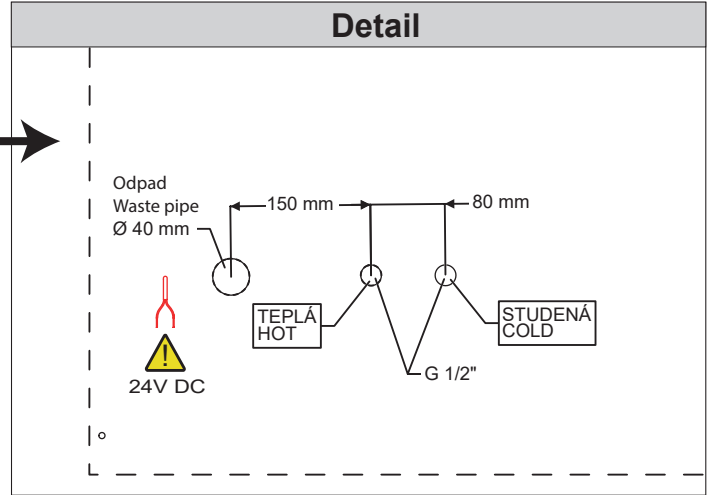 Detail
Odpad
Waste pipe
Ø 40 mm
150 mm
80 mm
TEPLÁ
HOT
STUDENÁ
COLD
G 1/2"
!
24V DC